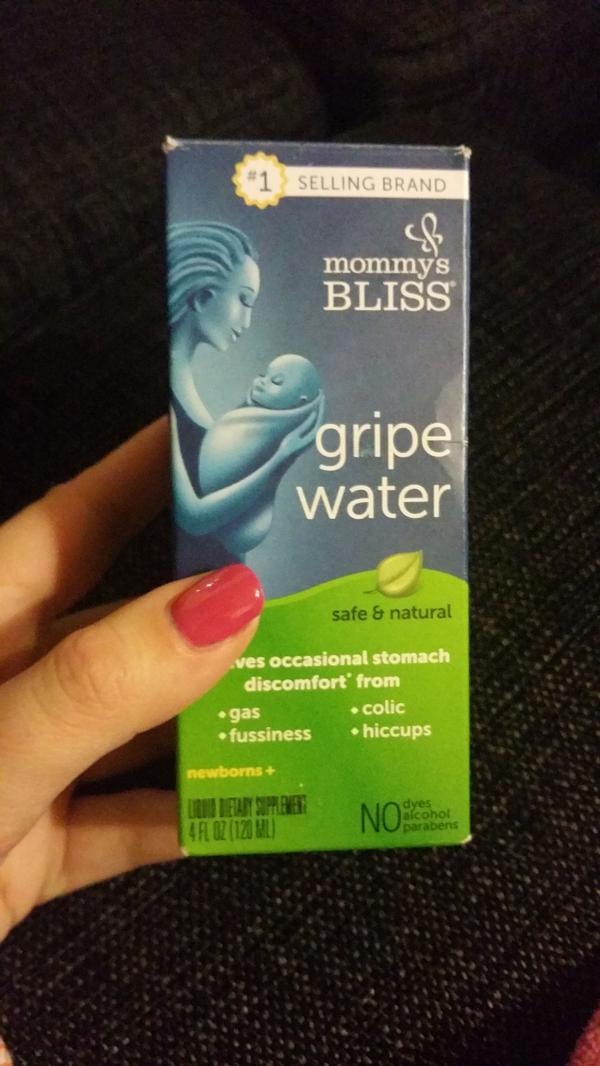 #1 SELLING BRAND
mommy's
BLISS®
gripe
water
safe & natural
occasional stomach
discomfort* from
• gas
• fussiness
• colic
• hiccups
newborns +
LIQUID DIETARY SUPPLEMENT
4 FL OZ (120 ML)
NO dyes
alcohol
parabens